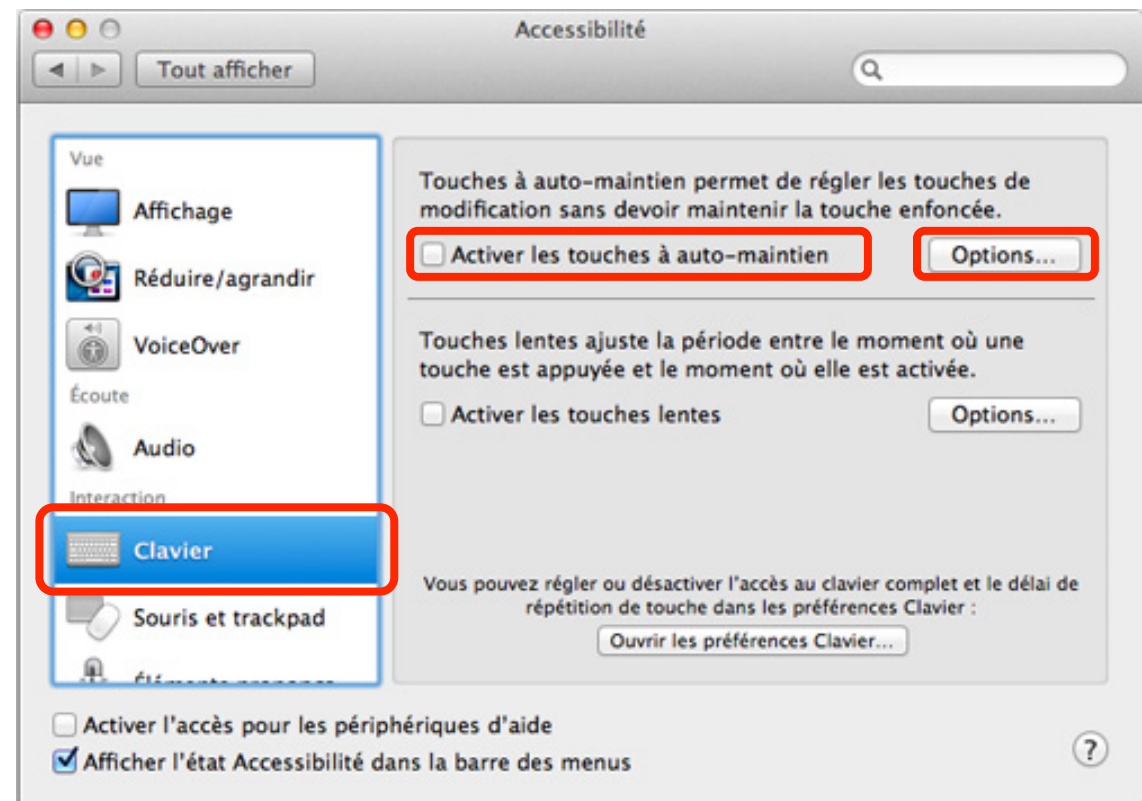 Accessibilité
Tout afficher
Vue
Affichage
Réduire/agrandir
VoiceOver
Écoute
Audio
Interaction
Clavier
Souris et trackpad
Touches à auto-maintien permet de régler les touches de
modification sans devoir maintenir la touche enfoncée.
Activer les touches à auto-maintien
Options...
Touches lentes ajuste la période entre le moment où une
touche est appuyée et le moment où elle est activée.
Activer les touches lentes
Options...
Vous pouvez régler ou désactiver l'accès au clavier complet et le délai de
répétition de touche dans les préférences Clavier :
Ouvrir les préférences Clavier...
Activer l'accès pour les périphériques d'aide
Afficher l'état Accessibilité dans la barre des menus
?